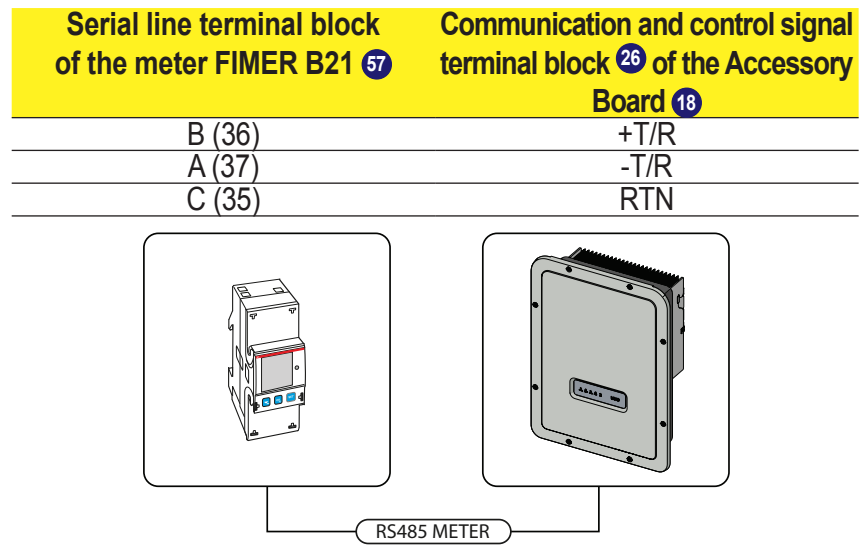 Serial line terminal block
of the meter FIMER B21 57
Communication and control signal
terminal block 26 of the Accessory
Board 18
B (36) +T/R
A (37) -T/R
C (35) RTN
RS485 METER